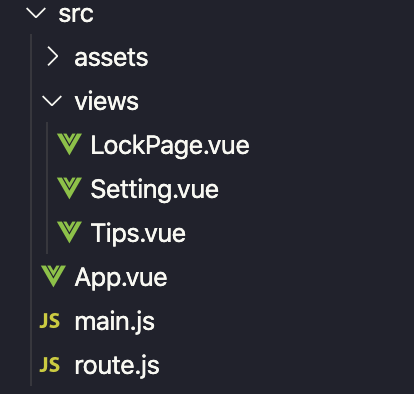 src
assets
views
LockPage.vue
Setting.vue
Tips.vue
App.vue
JS main.js
JS route.js